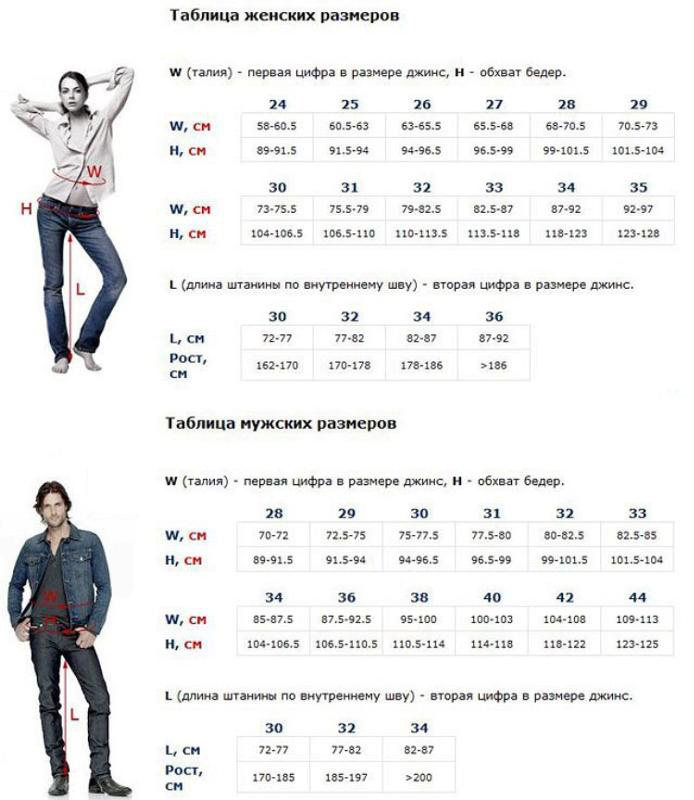 Таблица женских размеров
W (талия) - первая цифра в размере джинс, H - обхват бедер.
24 25 26 27 28 29
W, см 58-60.5 60.5-63 63-65.5 65.5-68 68-70.5 70.5-73
H, см 89-91.5 91.5-94 94-96.5 96.5-99 99-101.5 101.5-104
W
H
L
30 31 32 33 34 35
W, см 73-75.5 75.5-79 79-82.5 82.5-87 87-92 92-97
H, см 104-106.5 106.5-110 110-113.5 113.5-118 118-123 123-128
L (длина штанины по внутреннему шву) - вторая цифра в размере джинс.
30 32 34 36
L, см 72-77 77-82 82-87 87-92
Рост, см 162-170 170-178 178-186 >186
Таблица мужских размеров
W (талия) - первая цифра в размере джинс, H - обхват бедер.
28 29 30 31 32 33
W, см 70-72 72.5-75 75-77.5 77.5-80 80-82.5 82.5-85
H, см 89-91.5 91.5-94 94-96.5 96.5-99 99-101.5 101.5-104
W
H
L
34 36 38 40 42 44
W, см 85-87.5 87.5-92.5 95-100 100-103 104-108 109-113
H, см 104-106.5 106.5-110.5 110.5-114 114-118 118-122 123-125
L (длина штанины по внутреннему шву) - вторая цифра в размере джинс.
30 32 34
L, см 72-77 77-82 82-87
Рост, см 170-185 185-197 >200